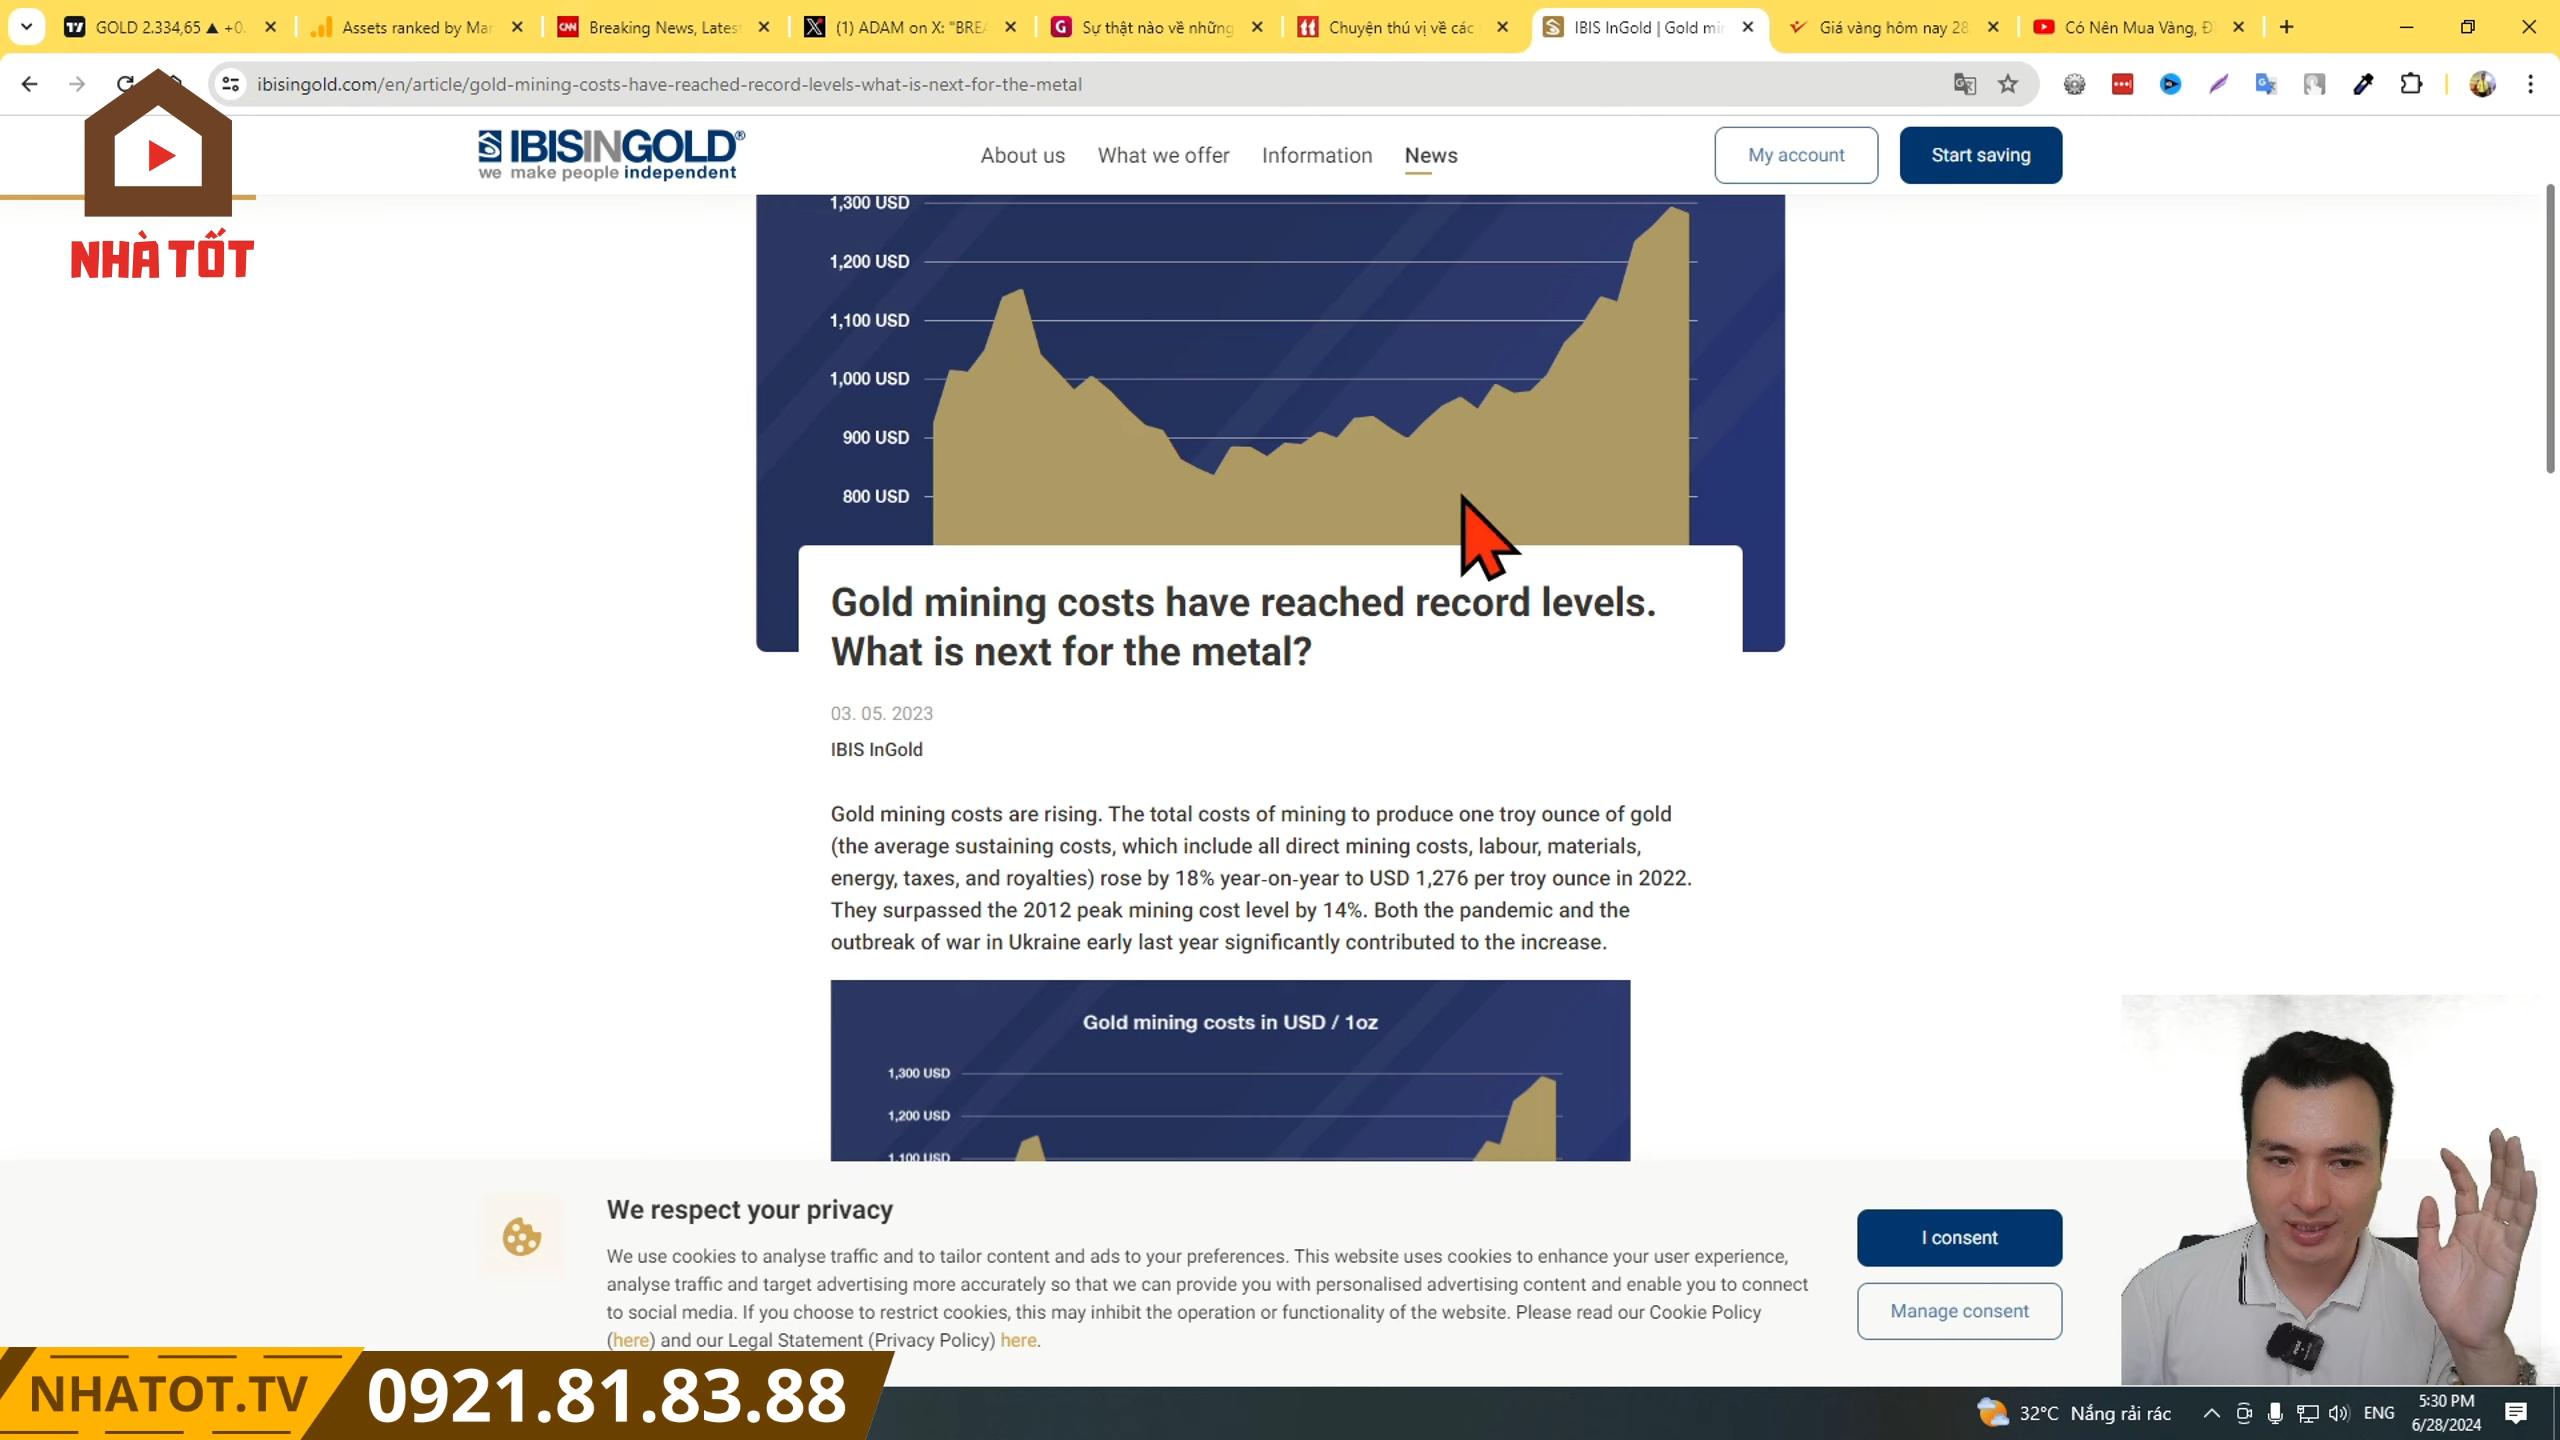 GOLD 2.334,65 ▲ +0.
Assets ranked by Mar
Breaking News, Latest
(1) ADAM on X: "BREA
Sự thật nào về những
Chuyện thú vị về các
IBIS InGold | Gold min
Giá vàng hôm nay 28
Có Nên Mua Vàng, Đ
ibisingold.com/en/article/gold-mining-costs-have-reached-record-levels-what-is-next-for-the-metal
IBISINGOLD®
we make people independent
About us
What we offer
Information
News
My account
Start saving
NHÀ TỐT
1,300 USD
1,200 USD
1,100 USD
1,000 USD
900 USD
800 USD
Gold mining costs have reached record levels.
What is next for the metal?
03. 05. 2023
IBIS InGold
Gold mining costs are rising. The total costs of mining to produce one troy ounce of gold
(the average sustaining costs, which include all direct mining costs, labour, materials,
energy, taxes, and royalties) rose by 18% year-on-year to USD 1,276 per troy ounce in 2022.
They surpassed the 2012 peak mining cost level by 14%. Both the pandemic and the
outbreak of war in Ukraine early last year significantly contributed to the increase.
Gold mining costs in USD / 1oz
1,300 USD
1,200 USD
1,100 USD
We respect your privacy
We use cookies to analyse traffic and to tailor content and ads to your preferences. This website uses cookies to enhance your user experience,
analyse traffic and target advertising more accurately so that we can provide you with personalised advertising content and enable you to connect
to social media. If you choose to restrict cookies, this may inhibit the operation or functionality of the website. Please read our Cookie Policy
(here) and our Legal Statement (Privacy Policy) here.
I consent
Manage consent
NHATOT.TV
0921.81.83.88
32°C Nắng rải rác
ENG
5:30 PM
6/28/2024